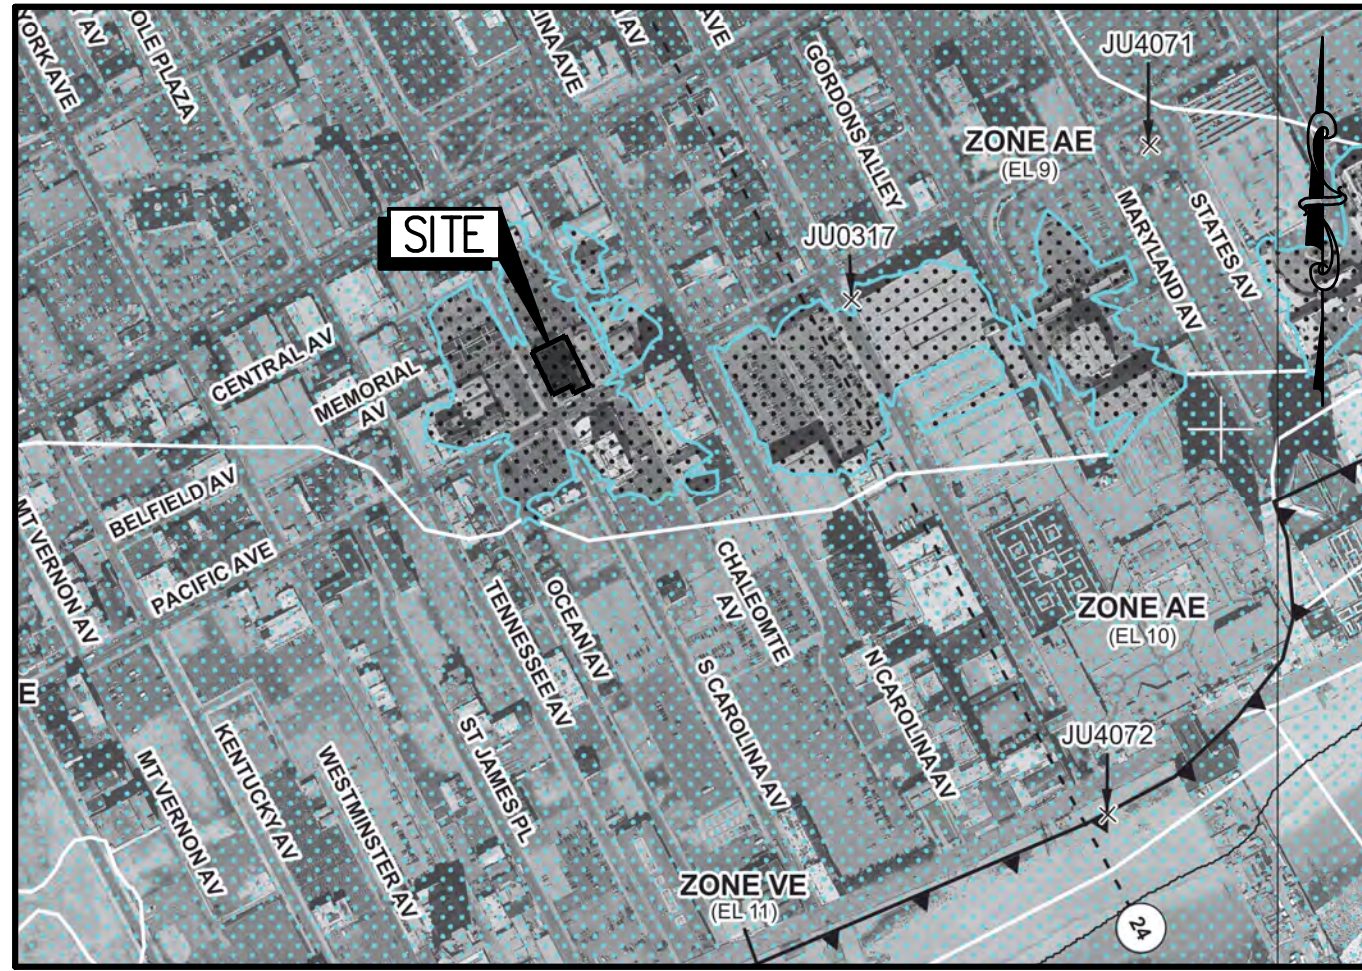 YORK AVE
AV
OLE PLAZA
LINA AVE
AV
AVE
GORDONS ALLEY
JU4071
ZONE AE
(EL 9)
MARYLAND AV
STATES AV
SITE
JU0317
CENTRAL AV
MEMORIAL
AV
BELFIELD AV
PACIFIC AVE
MT VERNON AV
E
MT VERNON AV
KENTUCKY AV
WESTMINSTER AV
ST JAMES PL
TENNESSEE AV
OCEAN AV
CHALEOMTE
AV
S CAROLINA AV
N CAROLINA AV
ZONE AE
(EL 10)
JU4072
ZONE VE
(EL 11)
24